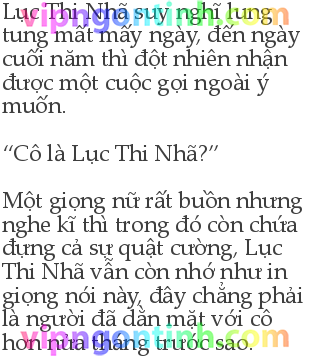 Lục Thi Nhã suy nghĩ lung
tung mất mấy ngày, đến ngày
cuối năm thì đột nhiên nhận
được một cuộc gọi ngoài ý
muốn.
“Cô là Lục Thi Nhã?”
Một giọng nữ rất buồn nhưng
nghe kĩ thì trong đó còn chứa
đựng cả sự quật cường, Lục
Thi Nhã vẫn còn nhớ như in
giọng nói này, đây chẳng phải
là người đã dằn mặt với cô
hơn nửa tháng trước sao.
vipngontinh.com
vipngontinh.com